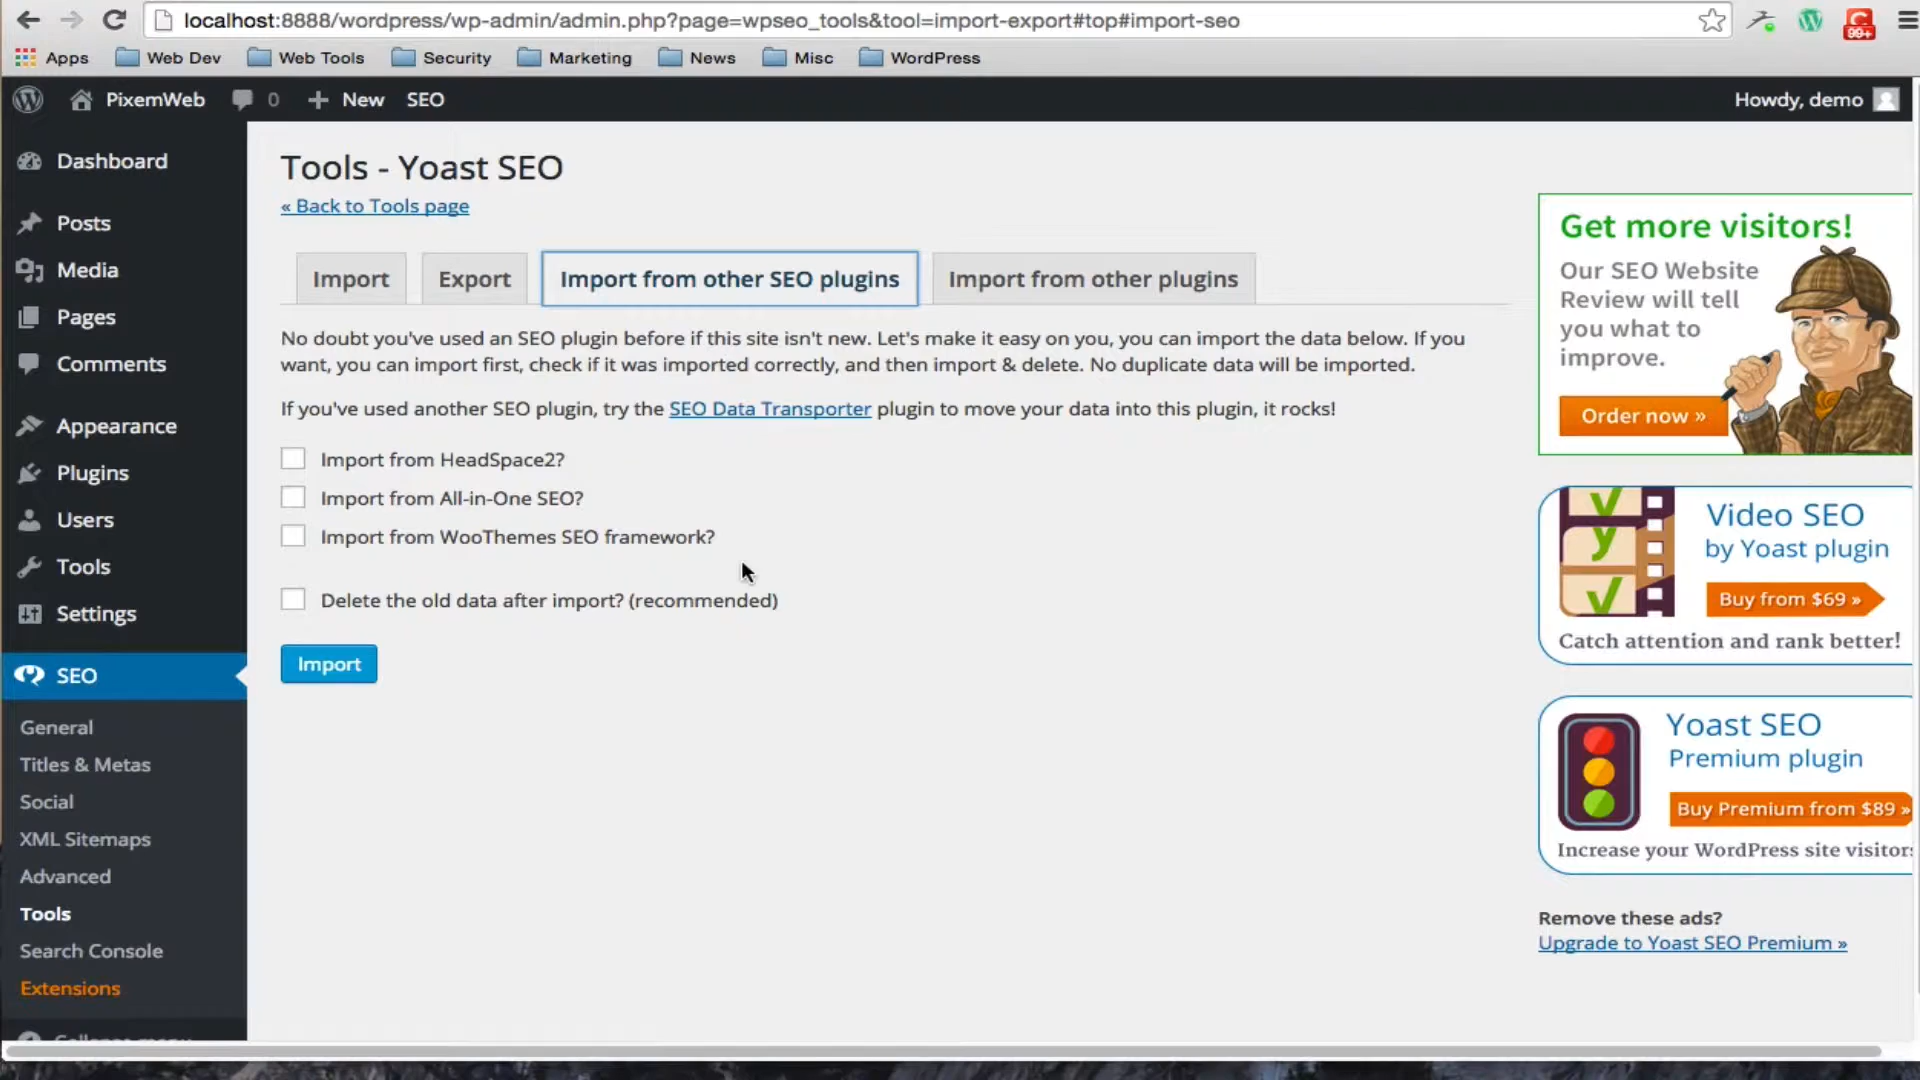 localhost:8888/wordpress/wp-admin/admin.php?page=wpseo_tools&tool=import-export#top#import-seo
99+
Apps Web Dev Web Tools Security Marketing News Misc WordPress
PixemWeb 0 New SEO Howdy, demo
Dashboard
Posts
Media
Pages
Comments
Appearance
Plugins
Users
Tools
Settings
SEO
General
Titles & Metas
Social
XML Sitemaps
Advanced
Tools
Search Console
Extensions
Tools - Yoast SEO
« Back to Tools page
Import Export Import from other SEO plugins Import from other plugins
No doubt you've used an SEO plugin before if this site isn't new. Let's make it easy on you, you can import the data below. If you
want, you can import first, check if it was imported correctly, and then import & delete. No duplicate data will be imported.
If you've used another SEO plugin, try the SEO Data Transporter plugin to move your data into this plugin, it rocks!
Import from HeadSpace2?
Import from All-in-One SEO?
Import from WooThemes SEO framework?
Delete the old data after import? (recommended)
Import
Get more visitors!
Our SEO Website
Review will tell
you what to
improve.
Order now »
Video SEO
by Yoast plugin
Buy from $69 »
Catch attention and rank better!
Yoast SEO
Premium plugin
Buy Premium from $89 »
Increase your WordPress site visitors
Remove these ads?
Upgrade to Yoast SEO Premium »